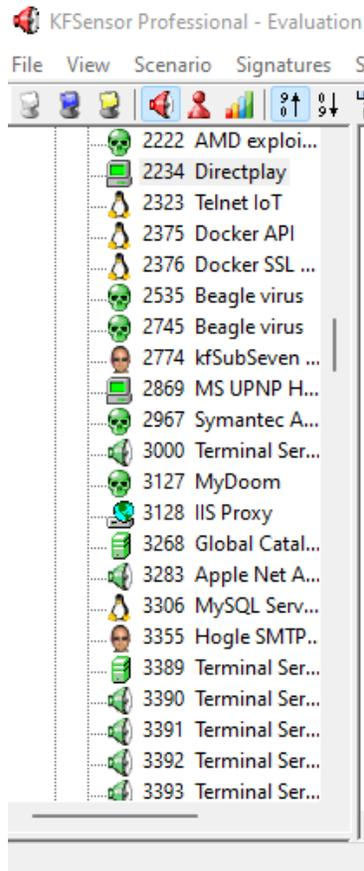 KFSensor Professional - Evaluation
File View Scenario Signatures S
2222 AMD exploi...
2234 Directplay
2323 Telnet IoT
2375 Docker API
2376 Docker SSL ...
2535 Beagle virus
2745 Beagle virus
2774 kfSubSeven ...
2869 MS UPNP H...
2967 Symantec A...
3000 Terminal Ser...
3127 MyDoom
3128 IIS Proxy
3268 Global Catal...
3283 Apple Net A...
3306 MySQL Serv...
3355 Hogle SMTP...
3389 Terminal Ser...
3390 Terminal Ser...
3391 Terminal Ser...
3392 Terminal Ser...
3393 Terminal Ser...